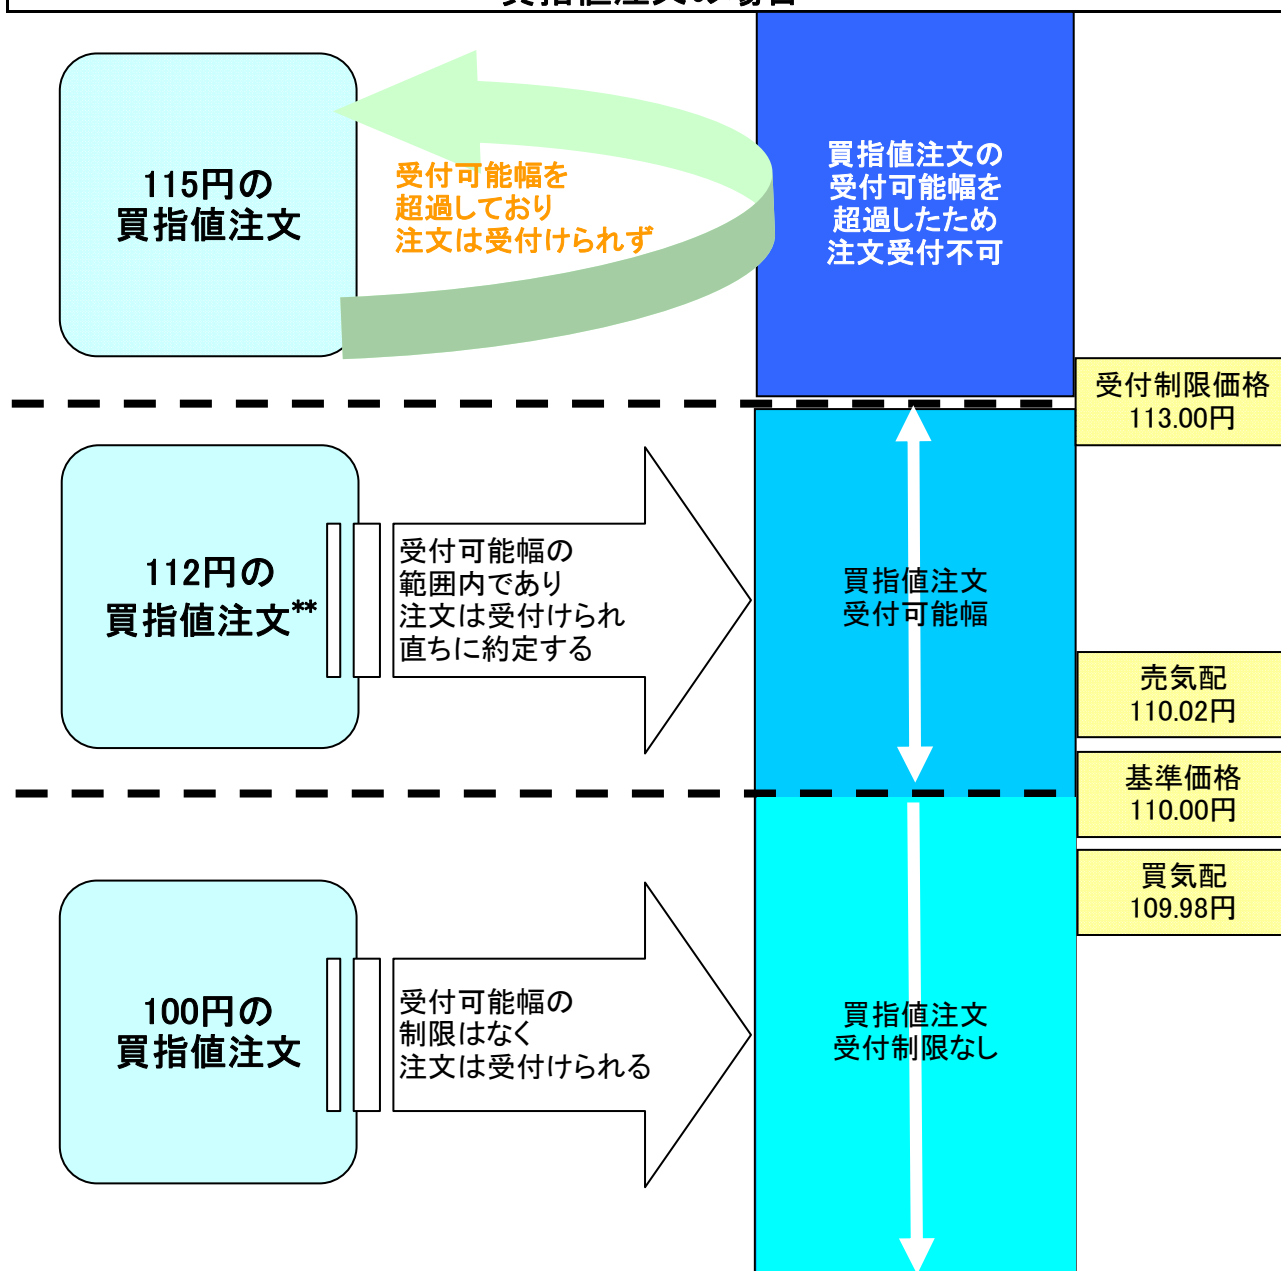 買指値注文の場合
115円の
買指値注文
受付可能幅を
超過しており
注文は受付けられず
買指値注文の
受付可能幅を
超過したため
注文受付不可
受付制限価格
113.00円
112円の
買指値注文**
受付可能幅の
範囲内であり
注文は受付けられ
直ちに約定する
買指値注文
受付可能幅
売気配
110.02円
基準価格
110.00円
買気配
109.98円
100円の
買指値注文
受付可能幅の
制限はなく
注文は受付けられる
買指値注文
受付制限なし